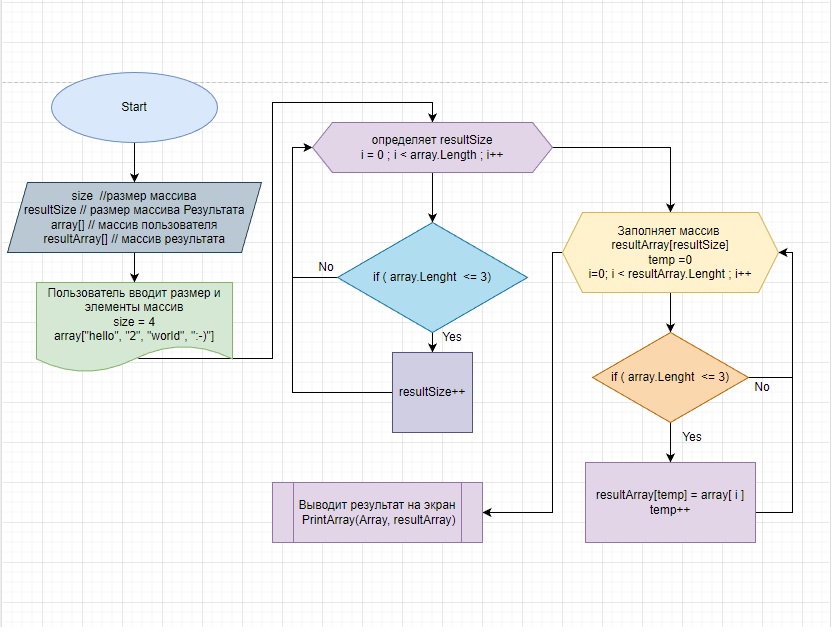 Start
size //размер массива
resultSize // размер массива Результата
array[] // массив пользователя
resultArray[] // массив результата
Пользователь вводит размер и
элементы массив
size = 4
array["hello", "2", "world", ":-)"]
определяет resultSize
i = 0 ; i < array.Length ; i++
if ( array.Lenght <= 3)
No
Yes
resultSize++
Заполняет массив
resultArray[resultSize]
temp =0
i=0; i < resultArray.Lenght ; i++
if ( array.Lenght <= 3)
No
Yes
resultArray[temp] = array[ i ]
temp++
Выводит результат на экран
PrintArray(Array, resultArray)